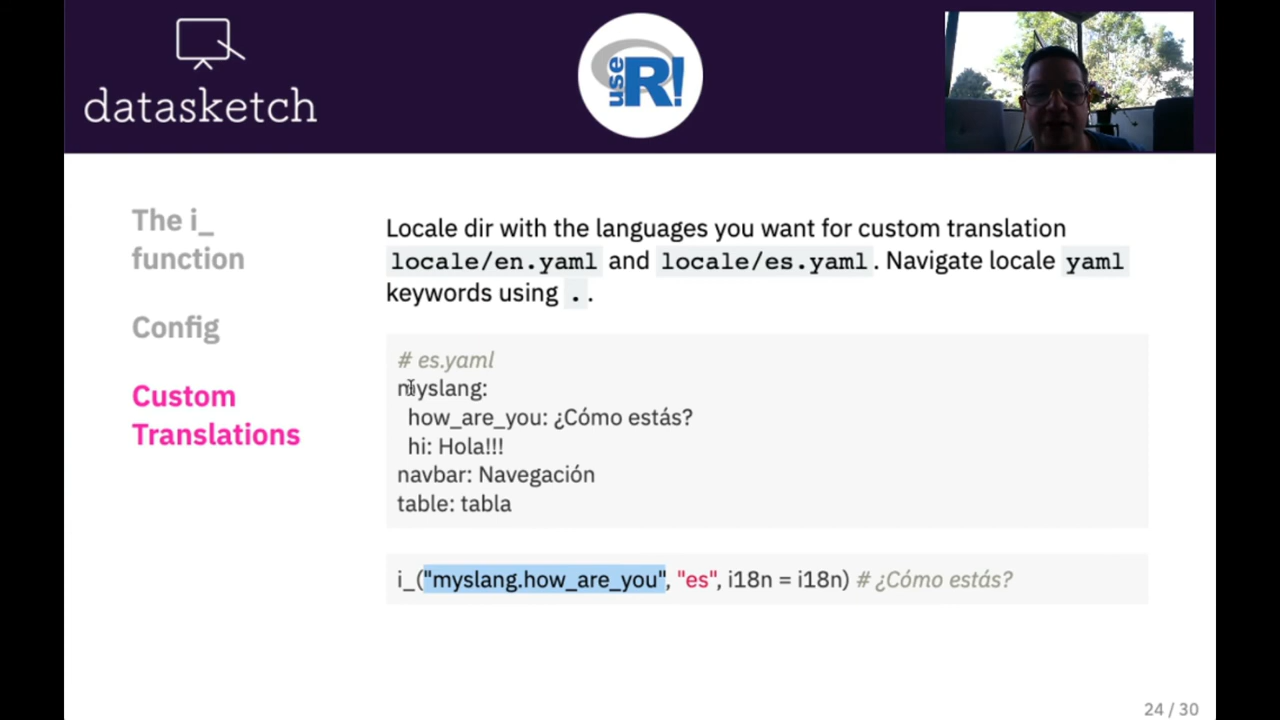 datasketch
useR!
The i_
function
Config
Custom
Translations
Locale dir with the languages you want for custom translation
locale/en.yaml and locale/es.yaml. Navigate locale yaml
keywords using . .
# es.yaml
myslang:
how_are_you: ¿Cómo estás?
hi: Hola!!!
navbar: Navegación
table: tabla
i_("myslang.how_are_you", "es", i18n = i18n) # ¿Cómo estás?
24 / 30